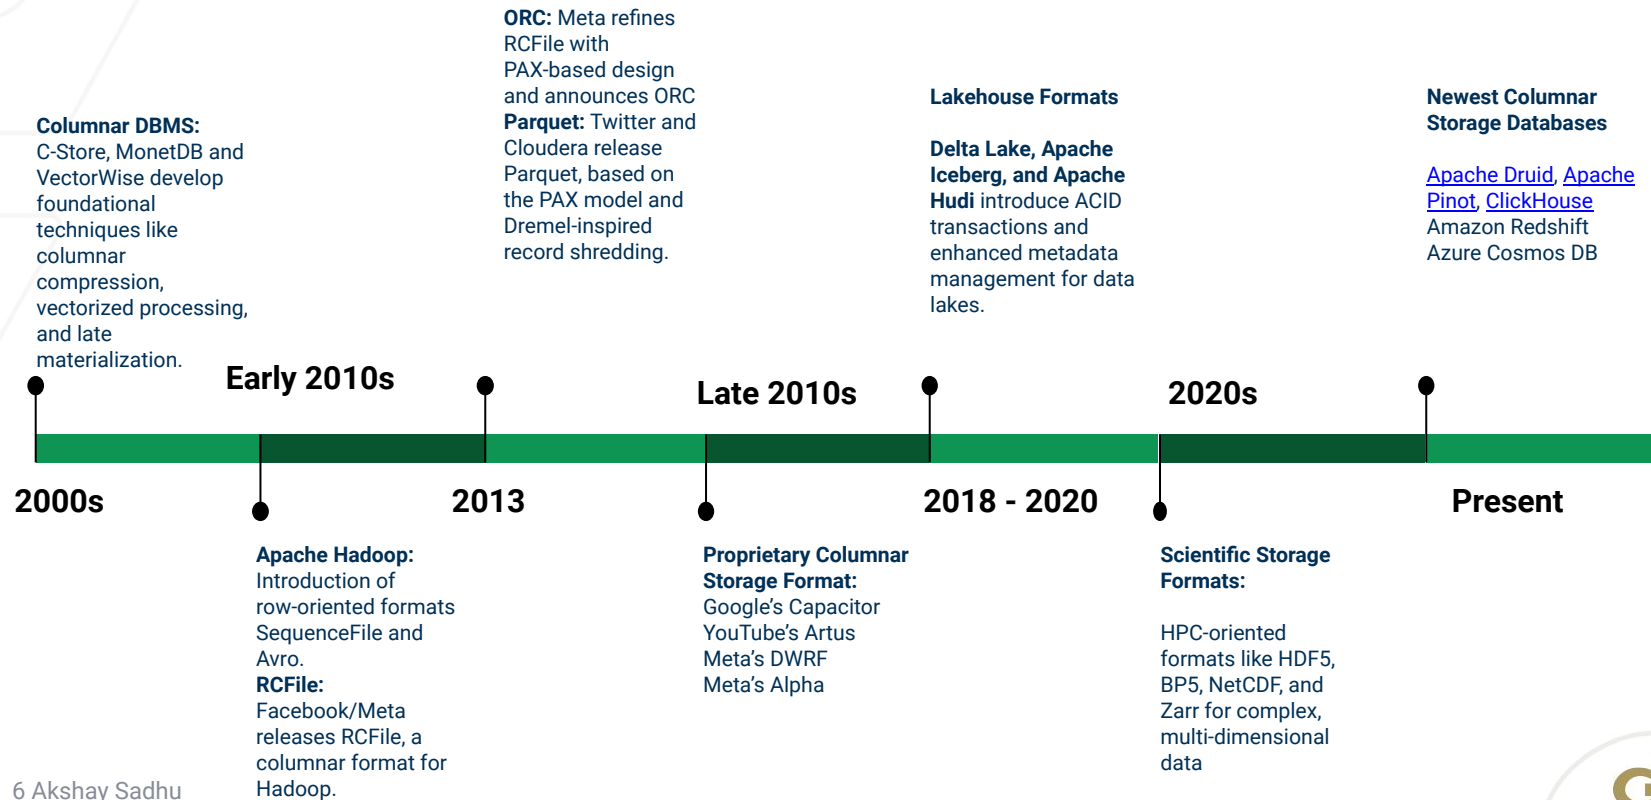 Columnar DBMS:
C-Store, MonetDB and
VectorWise develop
foundational
techniques like
columnar
compression,
vectorized processing,
and late
materialization.
ORC: Meta refines
RCFile with
PAX-based design
and announces ORC
Parquet: Twitter and
Cloudera release
Parquet, based on
the PAX model and
Dremel-inspired
record shredding.
Lakehouse Formats
Delta Lake, Apache
Iceberg, and Apache
Hudi introduce ACID
transactions and
enhanced metadata
management for data
lakes.
Newest Columnar
Storage Databases
Apache Druid, Apache
Pinot, ClickHouse
Amazon Redshift
Azure Cosmos DB
Early 2010s
Late 2010s
2020s
2000s
2013
2018 - 2020
Present
Apache Hadoop:
Introduction of
row-oriented formats
SequenceFile and
Avro.
RCFile:
Facebook/Meta
releases RCFile, a
columnar format for
Hadoop.
Proprietary Columnar
Storage Format:
Google’s Capacitor
YouTube’s Artus
Meta’s DWRF
Meta’s Alpha
Scientific Storage
Formats:
HPC-oriented
formats like HDF5,
BP5, NetCDF, and
Zarr for complex,
multi-dimensional
data
6 Akshay Sadhu